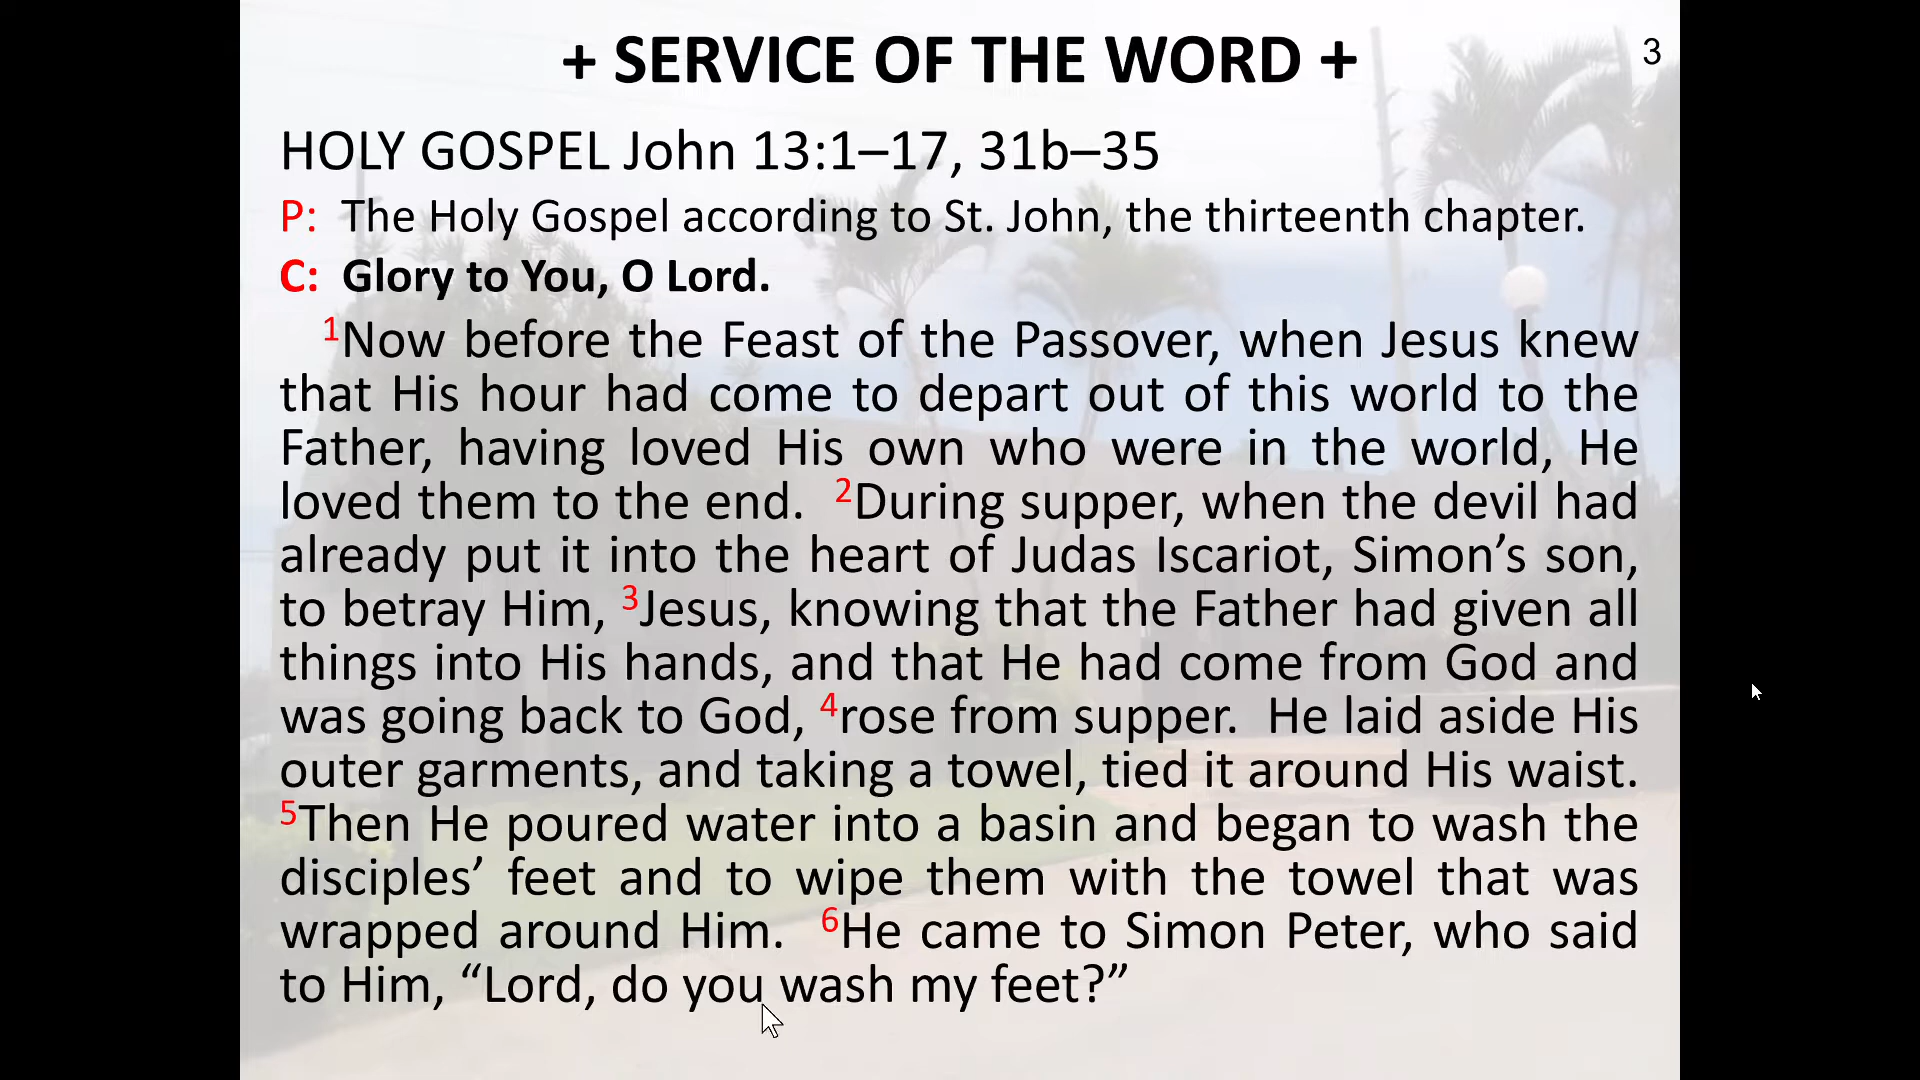 + SERVICE OF THE WORD +
3
HOLY GOSPEL John 13:1–17, 31b–35
P: The Holy Gospel according to St. John, the thirteenth chapter.
C: Glory to You, O Lord.
1Now before the Feast of the Passover, when Jesus knew
that His hour had come to depart out of this world to the
Father, having loved His own who were in the world, He
loved them to the end. 2During supper, when the devil had
already put it into the heart of Judas Iscariot, Simon’s son,
to betray Him, 3Jesus, knowing that the Father had given all
things into His hands, and that He had come from God and
was going back to God, 4rose from supper. He laid aside His
outer garments, and taking a towel, tied it around His waist.
5Then He poured water into a basin and began to wash the
disciples’ feet and to wipe them with the towel that was
wrapped around Him. 6He came to Simon Peter, who said
to Him, “Lord, do you wash my feet?”